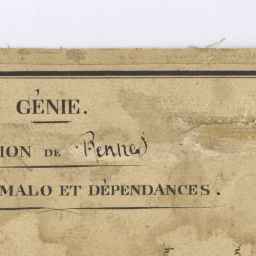 GÉNIE.
ION DE Rennes
MALO ET DÉPENDANCES.